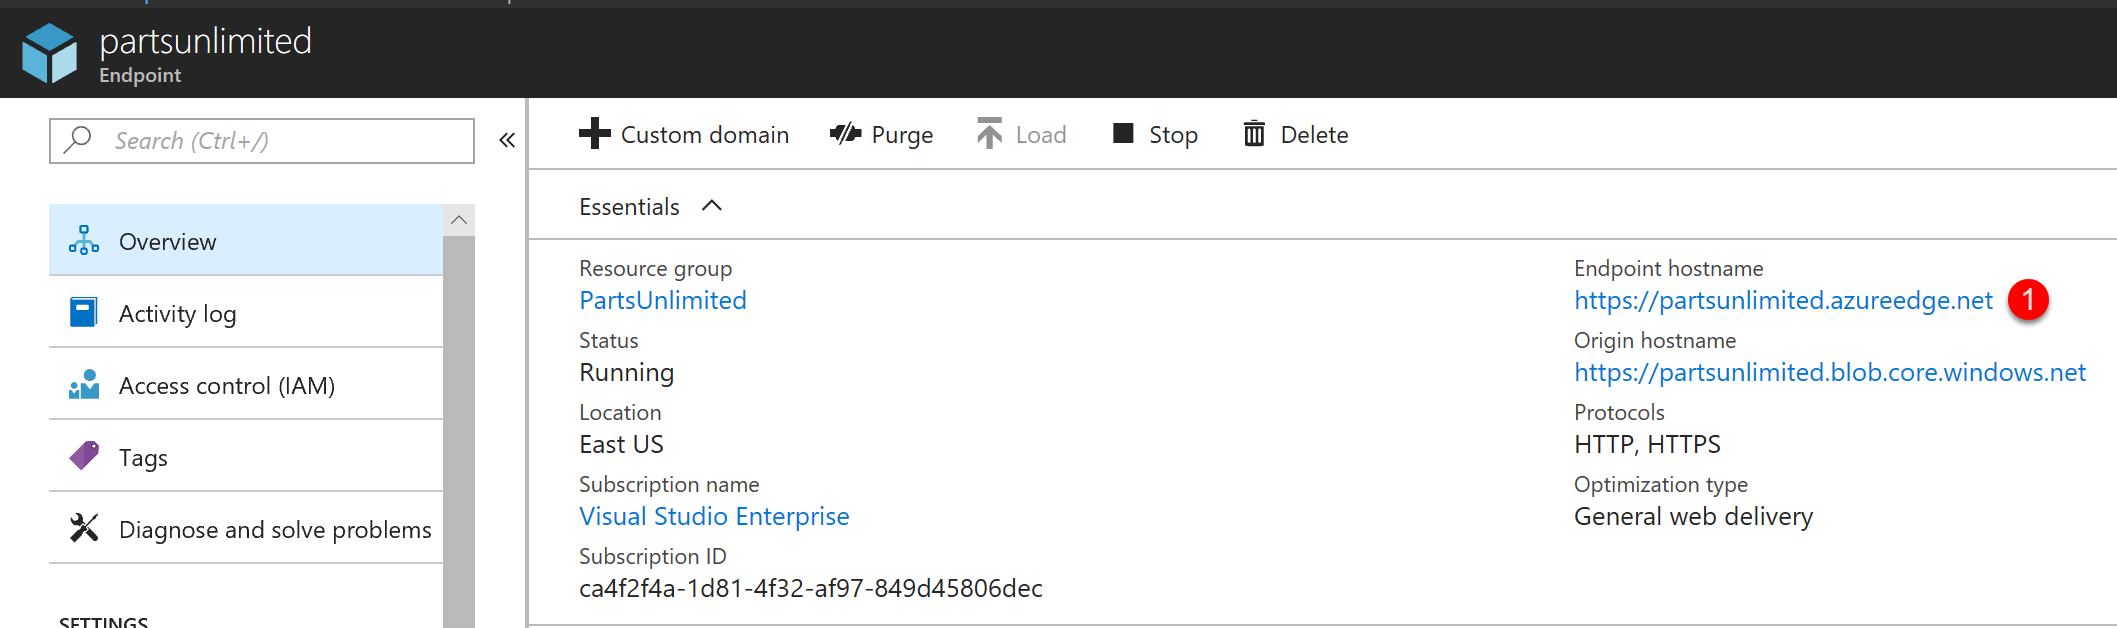 partsunlimited
Endpoint
Search (Ctrl+/)
«
Overview
Activity log
Access control (IAM)
Tags
Diagnose and solve problems
SETTINGS
Custom domain
Purge
Load
Stop
Delete
Essentials
Resource group
PartsUnlimited
Status
Running
Location
East US
Subscription name
Visual Studio Enterprise
Subscription ID
ca4f2f4a-1d81-4f32-af97-849d45806dec
Endpoint hostname
https://partsunlimited.azureedge.net 1
Origin hostname
https://partsunlimited.blob.core.windows.net
Protocols
HTTP, HTTPS
Optimization type
General web delivery